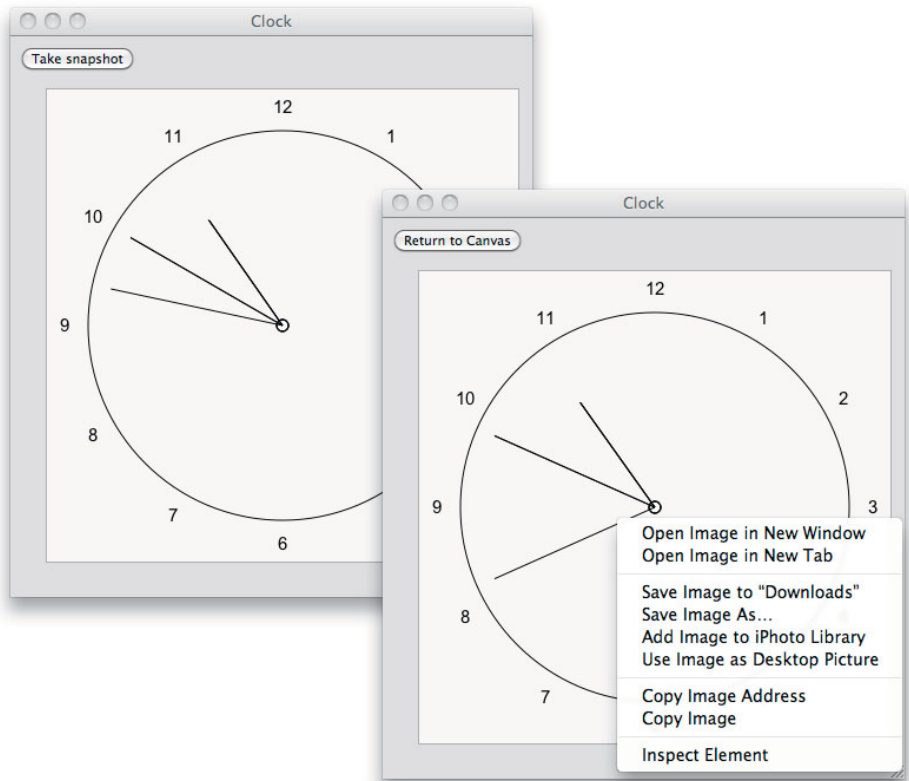 Clock
Take snapshot
12
11
1
10
9
8
7
6
Clock
Return to Canvas
12
11
1
10
2
9
3
8
7
Open Image in New Window
Open Image in New Tab
Save Image to “Downloads”
Save Image As...
Add Image to iPhoto Library
Use Image as Desktop Picture
Copy Image Address
Copy Image
Inspect Element